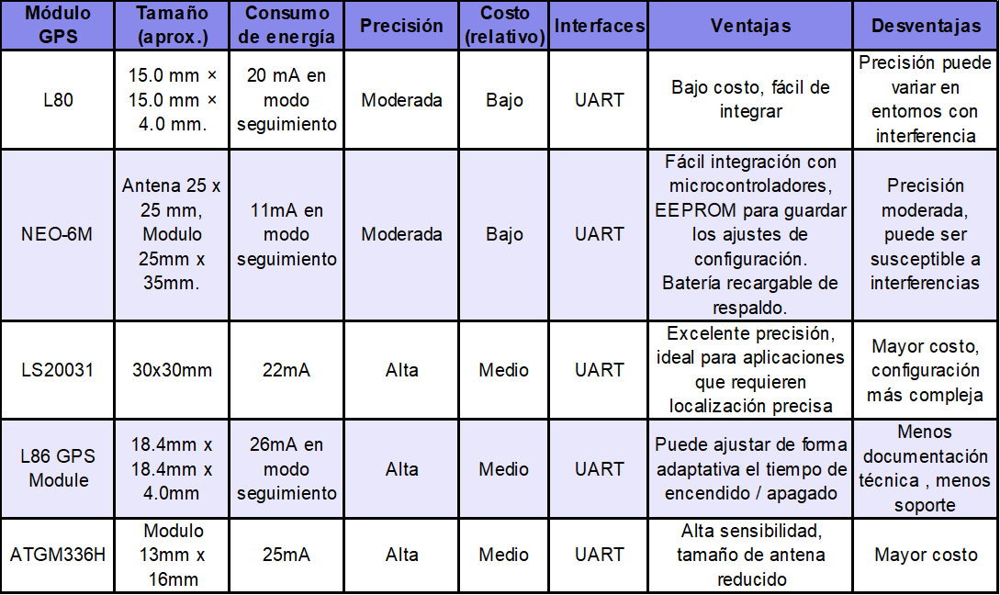 Módulo
GPS
Tamaño
(aprox.)
Consumo
de energía
Precisión
Costo
(relativo)
Interfaces
Ventajas
Desventajas
L80
15.0 mm ×
15.0 mm ×
4.0 mm.
20 mA en
modo
seguimiento
Moderada
Bajo
UART
Bajo costo, fácil de
integrar
Precisión puede
variar en
entornos con
interferencia
NEO-6M
Antena 25 x
25 mm,
Modulo
25mm x
35mm.
11mA en
modo
seguimiento
Moderada
Bajo
UART
Fácil integración con
microcontroladores,
EEPROM para guardar
los ajustes de
configuración.
Batería recargable de
respaldo.
Precisión
moderada,
puede ser
susceptible a
interferencias
LS20031
30x30mm
22mA
Alta
Medio
UART
Excelente precisión,
ideal para aplicaciones
que requieren
localización precisa
Mayor costo,
configuración
más compleja
L86 GPS
Module
18.4mm x
18.4mm x
4.0mm
26mA en
modo
seguimiento
Alta
Medio
UART
Puede ajustar de forma
adaptativa el tiempo de
encendido / apagado
Menos
documentación
técnica , menos
soporte
ATGM336H
Modulo
13mm x
16mm
25mA
Alta
Medio
UART
Alta sensibilidad,
tamaño de antena
reducido
Mayor costo